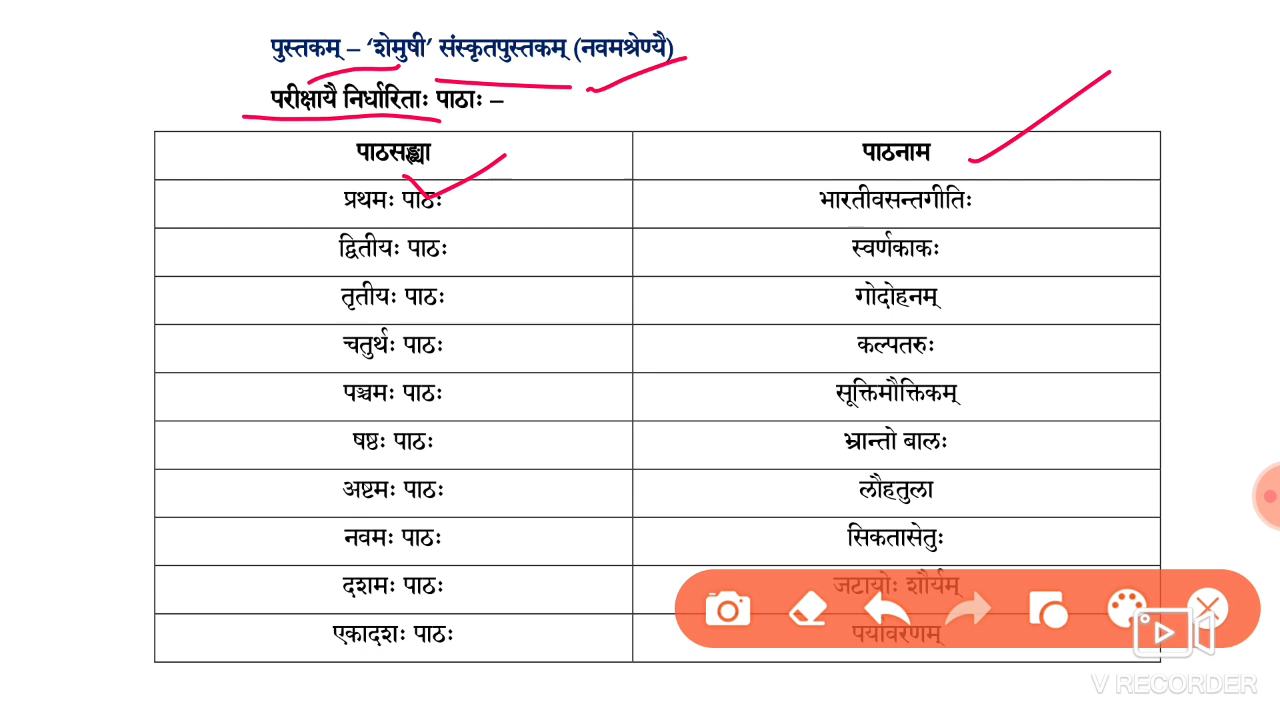 पुस्तकम् – ‘शेमुषी’ संस्कृतपुस्तकम् (नवमश्रेण्यै)
परीक्षायै निर्धारिताः पाठाः –
पाठसङ्ख्या पाठनाम
प्रथमः पाठः भारतीवसन्तगीतिः
द्वितीयः पाठः स्वर्णकाकः
तृतीयः पाठः गोदोहनम्
चतुर्थः पाठः कल्पतरुः
पञ्चमः पाठः सूक्तिमौक्तिकम्
षष्ठः पाठः भ्रान्तो बालः
अष्टमः पाठः लौहतुला
नवमः पाठः सिकतासेतुः
दशमः पाठः जटायोः शौर्यम्
एकादशः पाठः पर्यावरणम्
V RECORDER